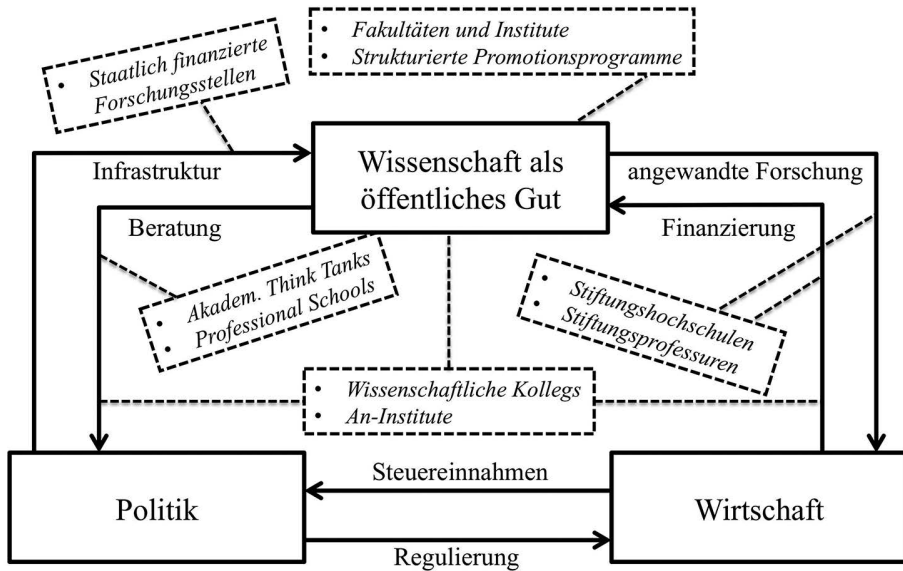 • Fakultäten und Institute
• Strukturierte Promotionsprogramme
• Staatlich finanzierte
Forschungsstellen
Wissenschaft als
öffentliches Gut
Infrastruktur
angewandte Forschung
Beratung
Finanzierung
• Akadem. Think Tanks
• Professional Schools
• Stiftungshochschulen
• Stiftungsprofessuren
• Wissenschaftliche Kollegs
• An-Institute
Steuereinnahmen
Politik
Wirtschaft
Regulierung